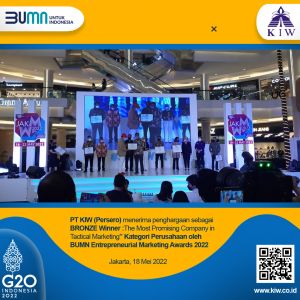 BUMN UNTUK INDONESIA
KIW
JAK
PT KIW (Persero) menerima penghargaan sebagai
BRONZE Winner :The Most Promising Company in
Tactical Marketing" Kategori Perusahaan oleh
BUMN Entrepreneurial Marketing Awards 2022
Jakarta, 18 Mei 2022
G20
INDONESIA
2022
www.kiw.co.id